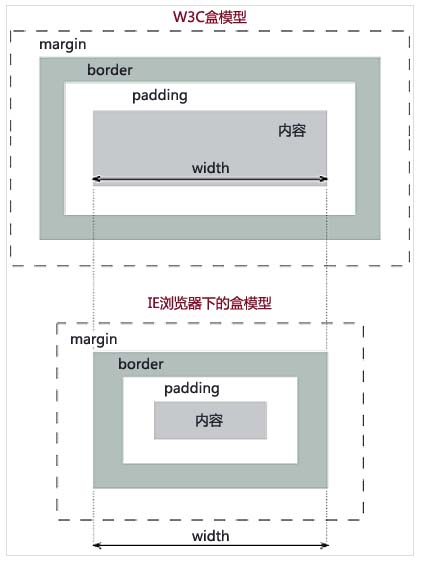 W3C盒模型
margin
border
padding
内容
width
IE浏览器下的盒模型
margin
border
padding
内容
width